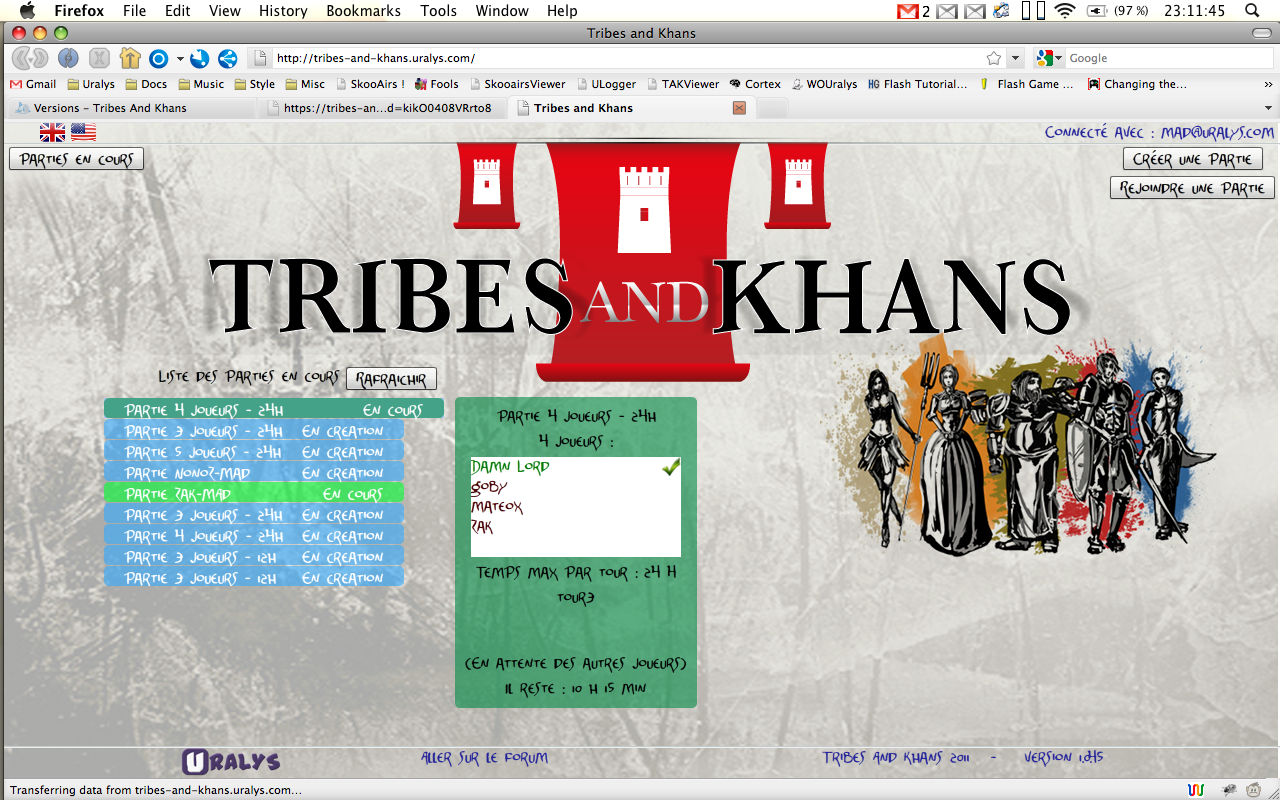 Firefox File Edit View History Bookmarks Tools Window Help 2 (97 %) 23:11:45
Tribes and Khans
http://tribes-and-khans.uralys.com/ Google
Gmail Uralys Docs Music Style Misc SkooAirs ! Fools SkooairsViewer ULogger TAKViewer Cortex WOUralys HG Flash Tutorial... Flash Game ... Changing the... »
Versions – Tribes And Khans https://tribes-an...d=kikO0408VRrto8 Tribes and Khans
Connecté avec : mad@uralys.com
Parties en cours
Créer une partie
Rejoindre une partie
TRIBES AND KHANS
Liste des parties en cours Rafraichir
Partie 4 joueurs - 24h En cours
Partie 3 joueurs - 24h En creation
Partie 5 joueurs - 24h En creation
Partie nono7-mad En creation
Partie zak-mad En cours
Partie 3 joueurs - 24h En creation
Partie 4 joueurs - 24h En creation
Partie 3 joueurs - 12h En creation
Partie 3 joueurs - 12h En creation
Partie 4 joueurs - 24h
4 joueurs :
Damn Lord
goby
mateox
zak
Temps max par tour : 24 h
tour3
(En attente des autres joueurs)
il reste : 10 h 15 min
Uralys Aller sur le forum Tribes and Khans 2011 - version 1.045
Transferring data from tribes-and-khans.uralys.com...